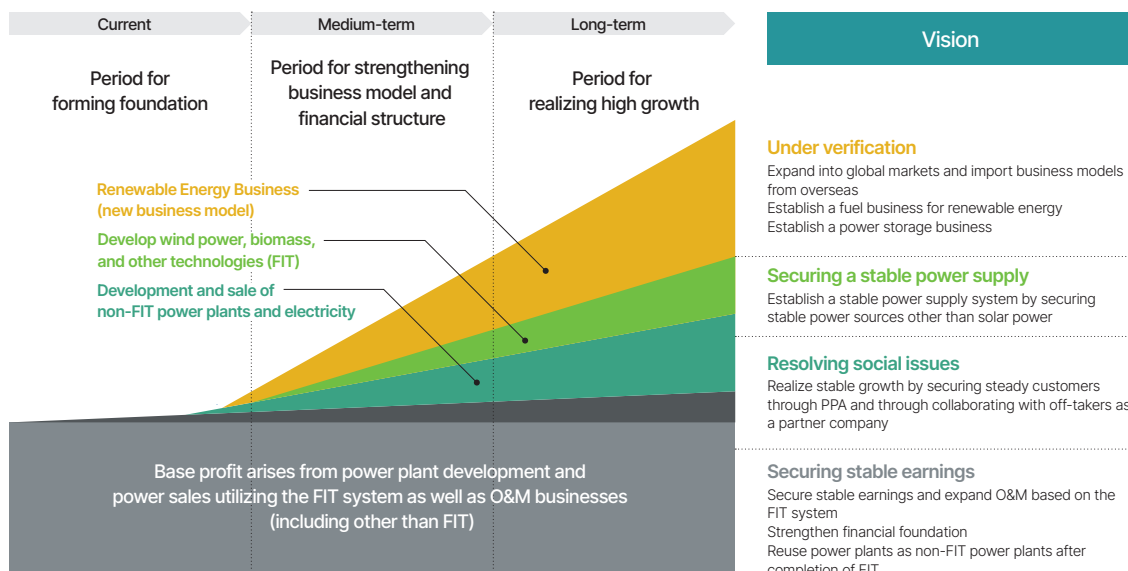 Current
Medium-term
Long-term
Vision
Period for
forming foundation
Period for strengthening
business model and
financial structure
Period for
realizing high growth
Renewable Energy Business
(new business model)
Develop wind power, biomass,
and other technologies (FIT)
Development and sale of
non-FIT power plants and electricity
Base profit arises from power plant development and
power sales utilizing the FIT system as well as O&M businesses
(including other than FIT)
Under verification
Expand into global markets and import business models
from overseas
Establish a fuel business for renewable energy
Establish a power storage business
Securing a stable power supply
Establish a stable power supply system by securing
stable power sources other than solar power
Resolving social issues
Realize stable growth by securing steady customers
through PPA and through collaborating with off-takers as
a partner company
Securing stable earnings
Secure stable earnings and expand O&M based on the
FIT system
Strengthen financial foundation
Reuse power plants as non-FIT power plants after
completion of FIT